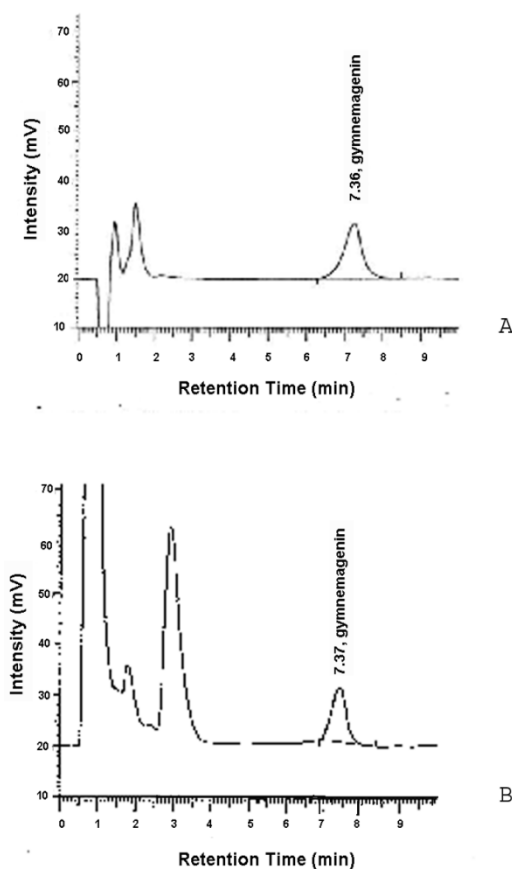 70
60
50
40
30
20
10
Intensity (mV)
7.36, gymnemagenin
0 1 2 3 4 5 6 7 8 9
Retention Time (min)
A
70
60
50
40
30
20
10
Intensity (mV)
7.37, gymnemagenin
0 1 2 3 4 5 6 7 8 9
Retention Time (min)
B